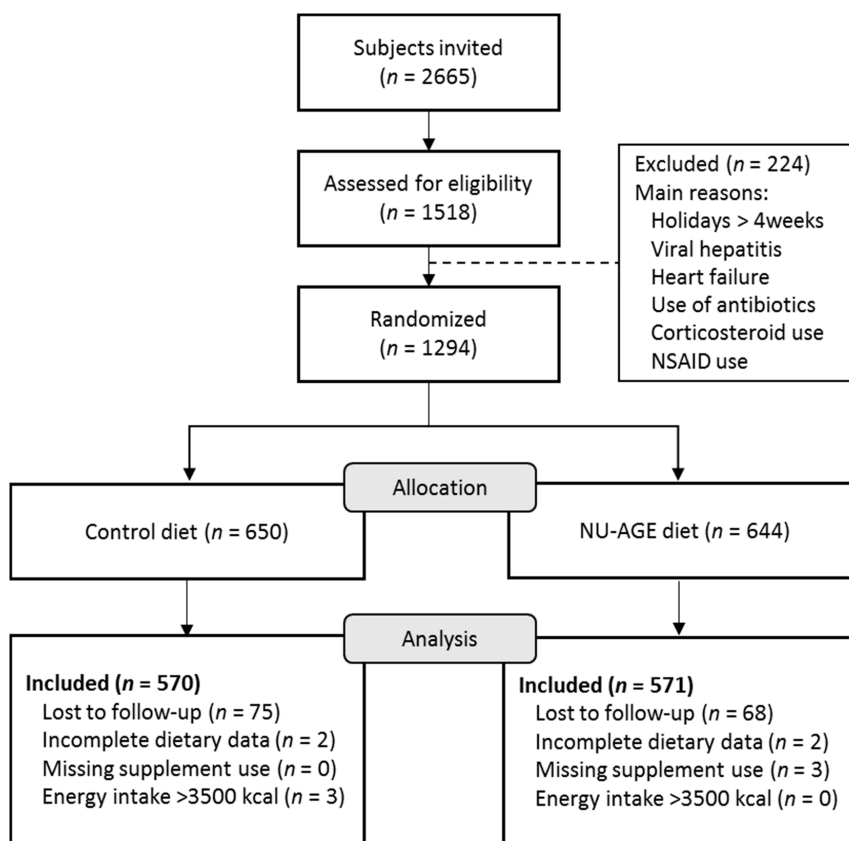 Subjects invited
(n = 2665)
Assessed for eligibility
(n = 1518)
Excluded (n = 224)
Main reasons:
Holidays > 4weeks
Viral hepatitis
Heart failure
Use of antibiotics
Corticosteroid use
NSAID use
Randomized
(n = 1294)
Allocation
Control diet (n = 650)
NU-AGE diet (n = 644)
Analysis
Included (n = 570)
Lost to follow-up (n = 75)
Incomplete dietary data (n = 2)
Missing supplement use (n = 0)
Energy intake >3500 kcal (n = 3)
Included (n = 571)
Lost to follow-up (n = 68)
Incomplete dietary data (n = 2)
Missing supplement use (n = 3)
Energy intake >3500 kcal (n = 0)